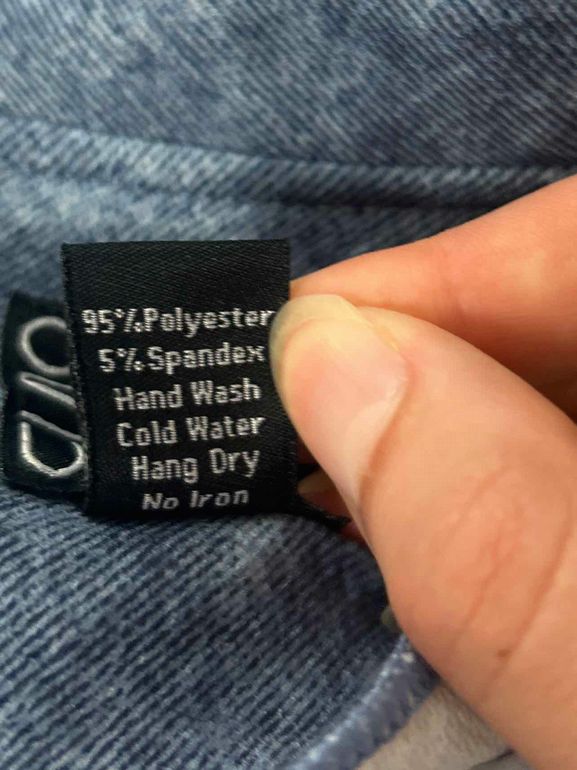 95%Polyester
5%Spandex
Hand Wash
Cold Water
Hang Dry
No Iron